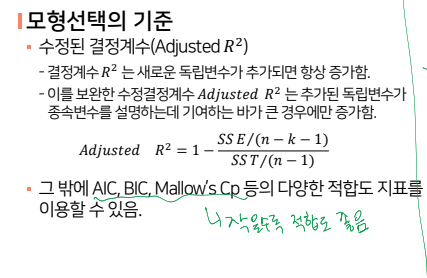 모형선택의 기준
수정된 결정계수(Adjusted R²)
- 결정계수 R² 는 새로운 독립변수가 추가되면 항상 증가함.
- 이를 보완한 수정결정계수 Adjusted R² 는 추가된 독립변수가
종속변수를 설명하는데 기여하는 바가 큰 경우에만 증가함.
Adjusted R² = 1 − SSE/(n − k − 1) / SST/(n − 1)
그 밖에 AIC, BIC, Mallow's Cp 등의 다양한 적합도 지표를
이용할 수 있음.
↳ 작을수록 적합도 좋음